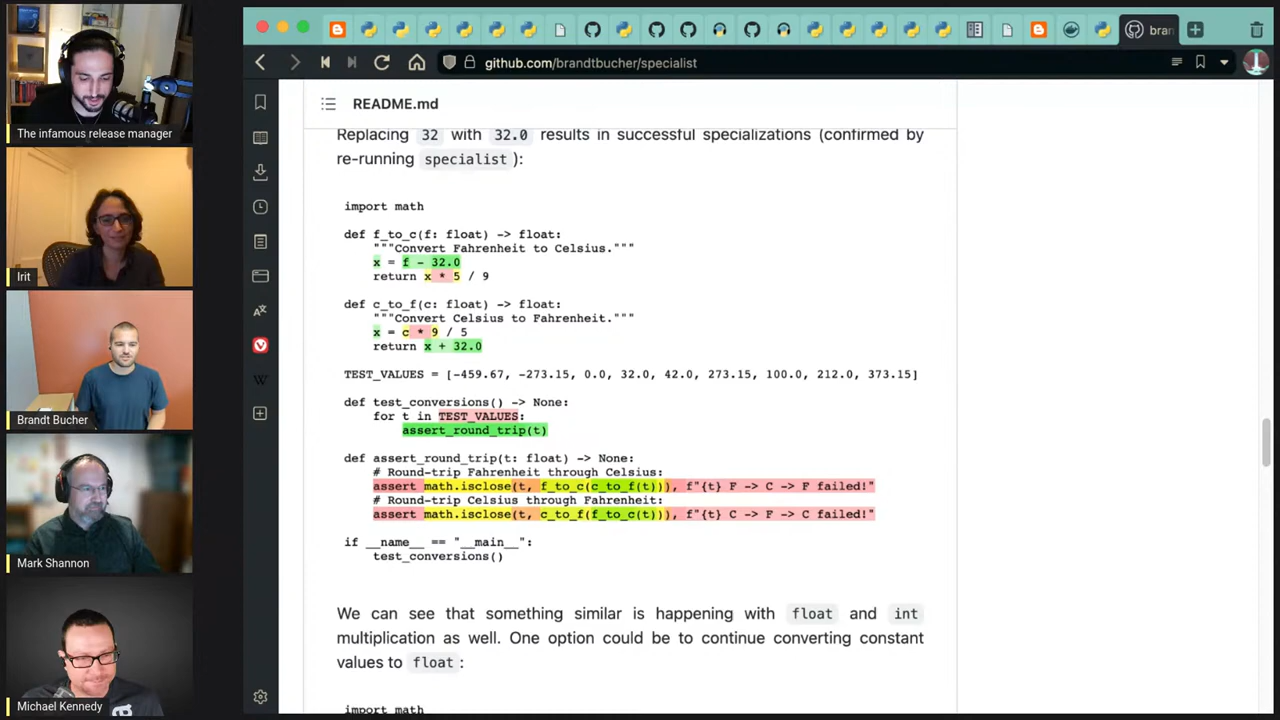 The infamous release manager
Irit
Brandt Bucher
Mark Shannon
Michael Kennedy
bran
github.com/brandtbucher/specialist
README.md
Replacing 32 with 32.0 results in successful specializations (confirmed by
re-running specialist ):
import math
def f_to_c(f: float) -> float:
"""Convert Fahrenheit to Celsius."""
x = f - 32.0
return x * 5 / 9
def c_to_f(c: float) -> float:
"""Convert Celsius to Fahrenheit."""
x = c * 9 / 5
return x + 32.0
TEST_VALUES = [-459.67, -273.15, 0.0, 32.0, 42.0, 273.15, 100.0, 212.0, 373.15]
def test_conversions() -> None:
for t in TEST_VALUES:
assert_round_trip(t)
def assert_round_trip(t: float) -> None:
# Round-trip Fahrenheit through Celsius:
assert math.isclose(t, f_to_c(c_to_f(t))), f"{t} F -> C -> F failed!"
# Round-trip Celsius through Fahrenheit:
assert math.isclose(t, c_to_f(f_to_c(t))), f"{t} C -> F -> C failed!"
if __name__ == "__main__":
test_conversions()
We can see that something similar is happening with float and int
multiplication as well. One option could be to continue converting constant
values to float :
import math